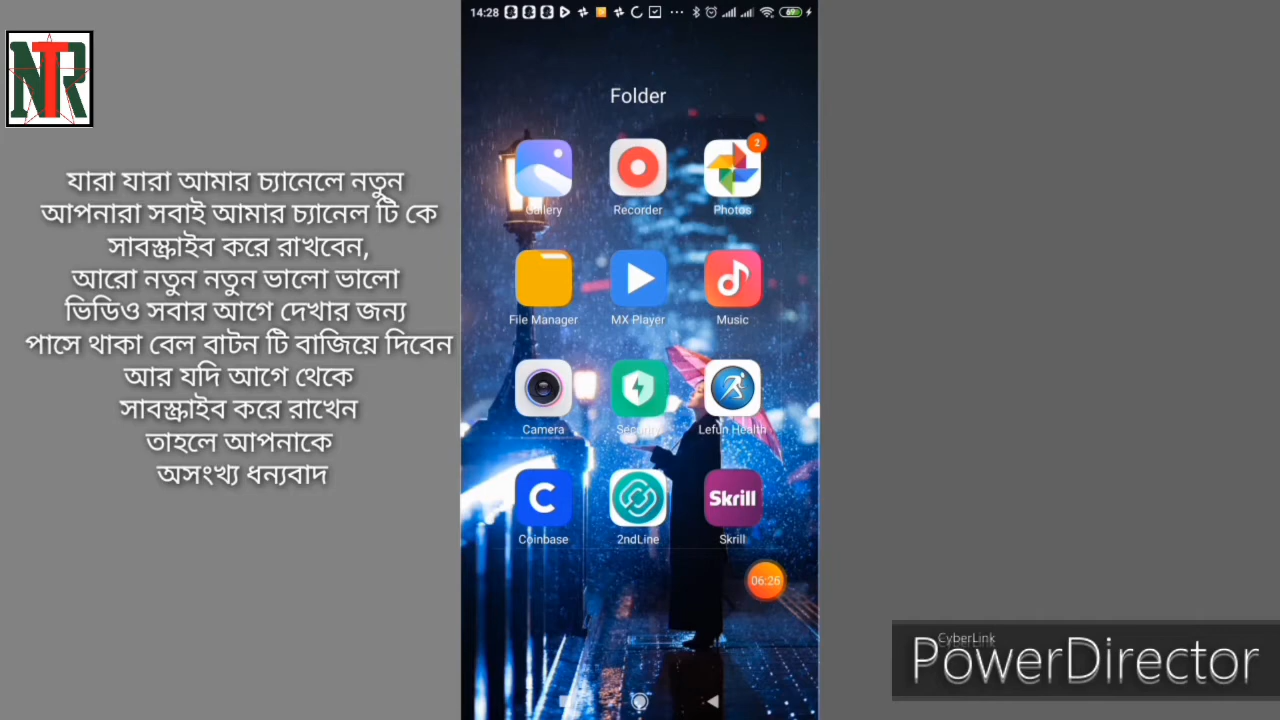 14:28
69
NTR
যারা যারা আমার চ্যানেলে নতুন
আপনারা সবাই আমার চ্যানেল টি কে
সাবস্ক্রাইব করে রাখবেন,
আরো নতুন নতুন ভালো ভালো
ভিডিও সবার আগে দেখার জন্য
পাসে থাকা বেল বাটন টি বাজিয়ে দিবেন
আর যদি আগে থেকে
সাবস্ক্রাইব করে রাখেন
তাহলে আপনাকে
অসংখ্য ধন্যবাদ
Folder
2
Gallery Recorder Photos
File Manager MX Player Music
Camera Security Lefun Health
C Skrill
Coinbase 2ndLine Skrill
06:26
CyberLink
PowerDirector